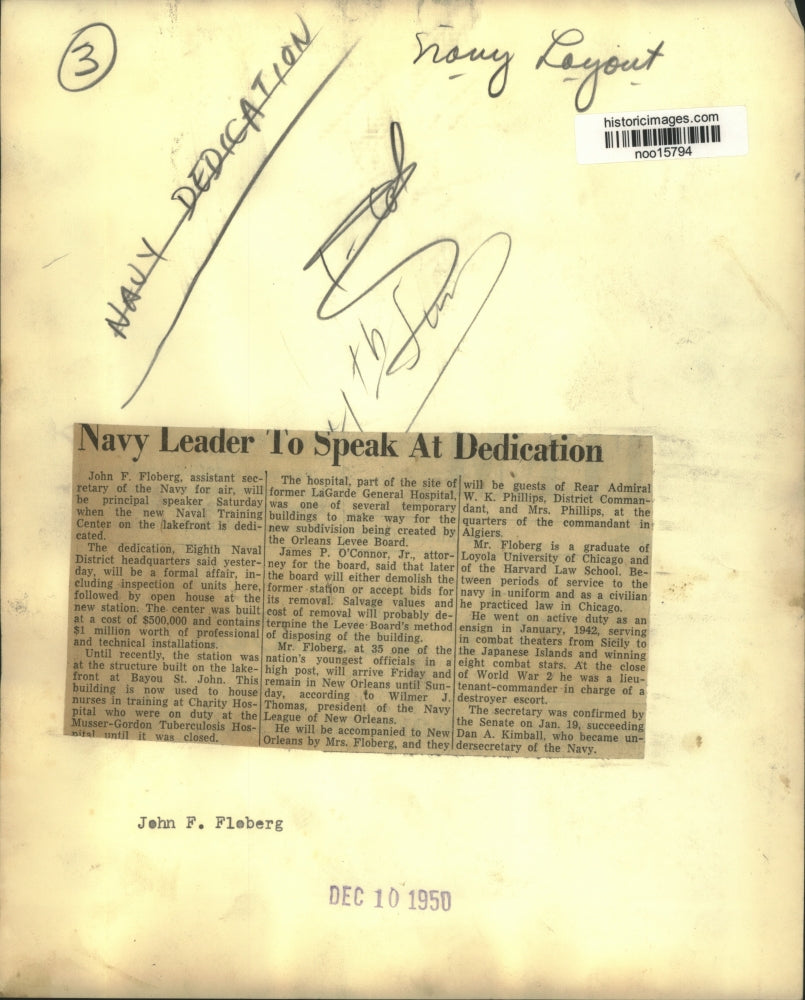 3
NAVY DEDICATION
Navy Layout
historicimages.com
noo15794
Navy Leader To Speak At Dedication
John F. Floberg, assistant sec-
retary of the Navy for air, will
be principal speaker Saturday
when the new Naval Training
Center on the lakefront is dedi-
cated.
The dedication, Eighth Naval
District headquarters said yester-
day, will be a formal affair, in-
cluding inspection of units here,
followed by open house at the
new station. The center was built
at a cost of $500,000 and contains
$1 million worth of professional
and technical installations.
Until recently, the station was
at the structure built on the lake-
front at Bayou St. John. This
building is now used to house
nurses in training at Charity Hos-
pital who were on duty at the
Musser-Gordon Tuberculosis Hos-
pital until it was closed.
The hospital, part of the site of
former LaGarde General Hospital,
was one of several temporary
buildings to make way for the
new subdivision being created by
the Orleans Levee Board.
James P. O'Connor, Jr., attor-
ney for the board, said that later
the board will either demolish the
former station or accept bids for
its removal. Salvage values and
cost of removal will probably de-
termine the Levee Board's method
of disposing of the building.
Mr. Floberg, at 35 one of the
nation's youngest officials in a
high post, will arrive Friday and
remain in New Orleans until Sun-
day, according to Wilmer J.
Thomas, president of the Navy
League of New Orleans.
He will be accompanied to New
Orleans by Mrs. Floberg, and they
will be guests of Rear Admiral
W. K. Phillips, District Comman-
dant, and Mrs. Phillips, at the
quarters of the commandant in
Algiers.
Mr. Floberg is a graduate of
Loyola University of Chicago and
of the Harvard Law School. Be-
tween periods of service to the
navy in uniform and as a civilian
he practiced law in Chicago.
He went on active duty as an
ensign in January, 1942, serving
in combat theaters from Sicily to
the Japanese Islands and winning
eight combat stars. At the close
of World War 2 he was a lieu-
tenant-commander in charge of a
destroyer escort.
The secretary was confirmed by
the Senate on Jan. 19, succeeding
Dan A. Kimball, who became un-
dersecretary of the Navy.
John F. Floberg
DEC 10 1950